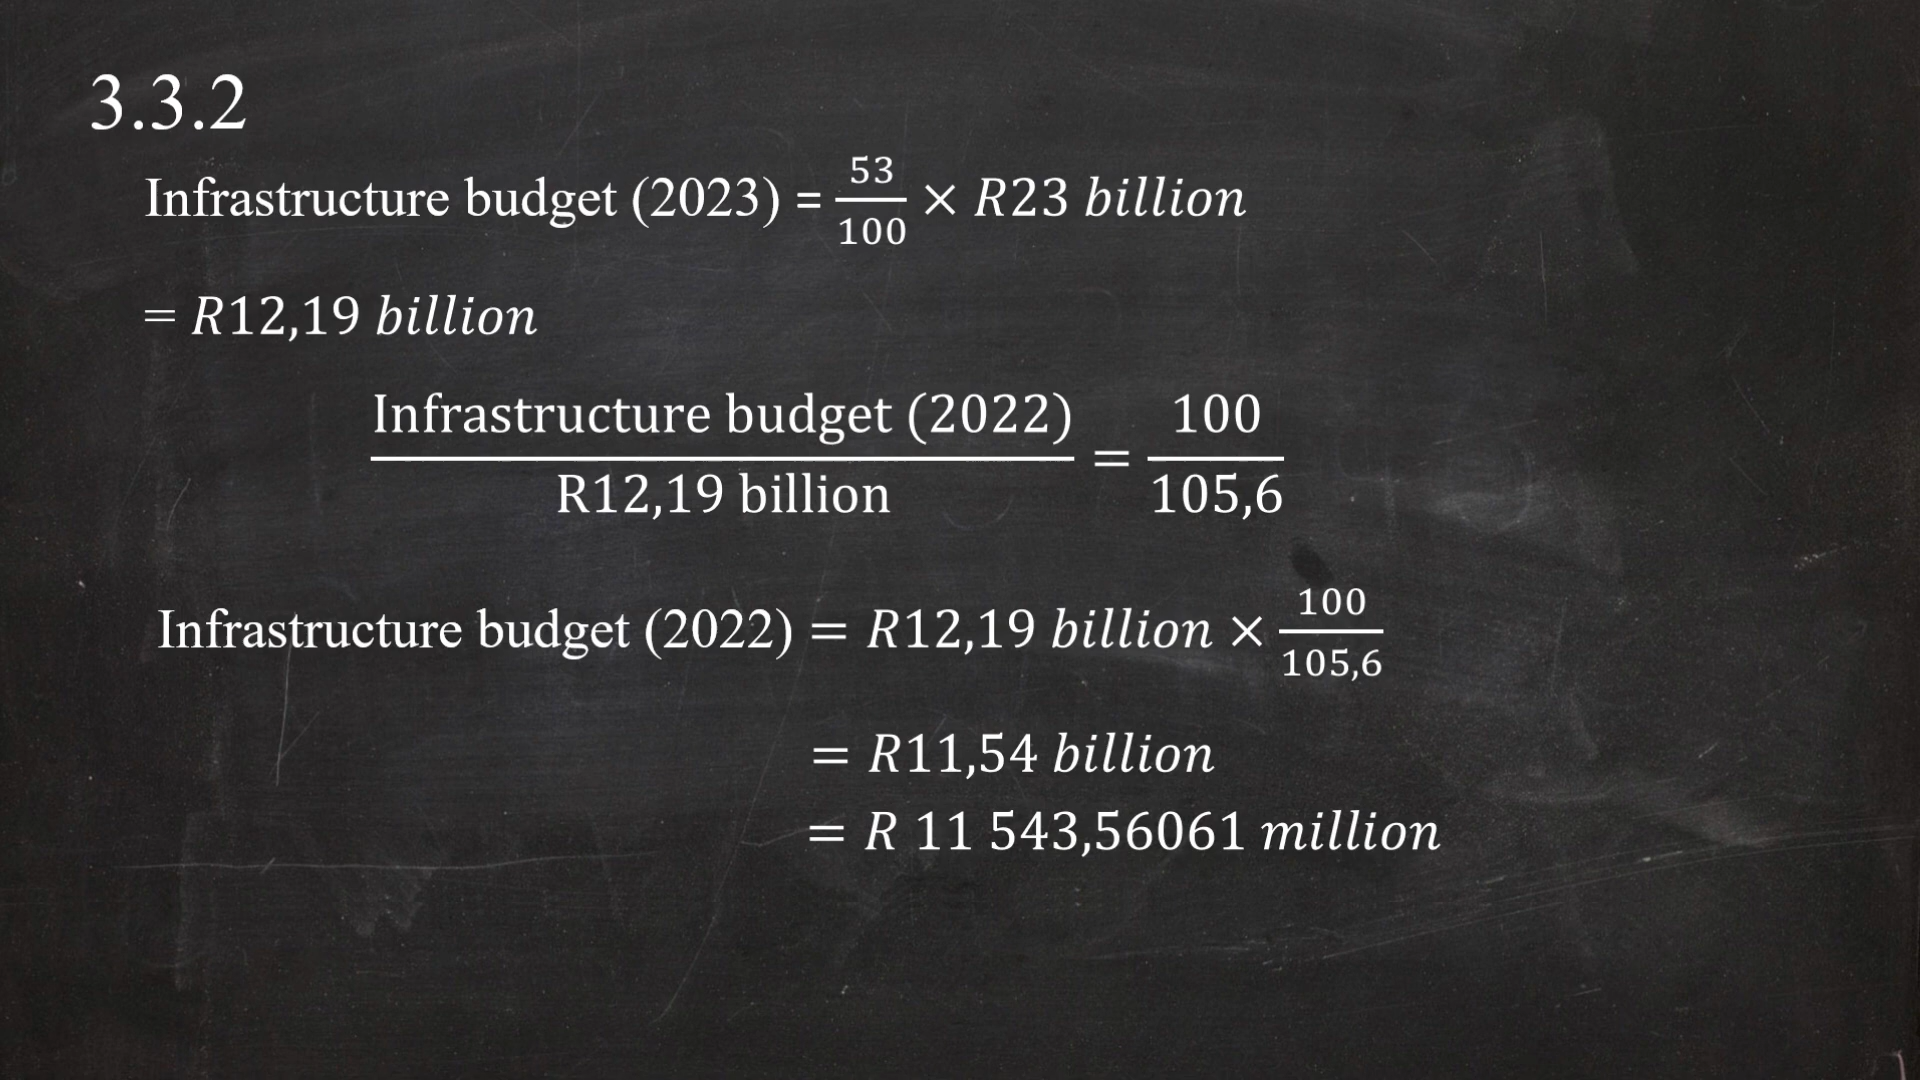 3.3.2
Infrastructure budget (2023) = 53/100 × R23 billion
= R12,19 billion
Infrastructure budget (2022)/R12,19 billion = 100/105,6
Infrastructure budget (2022) = R12,19 billion × 100/105,6
= R11,54 billion
= R 11 543,56061 million